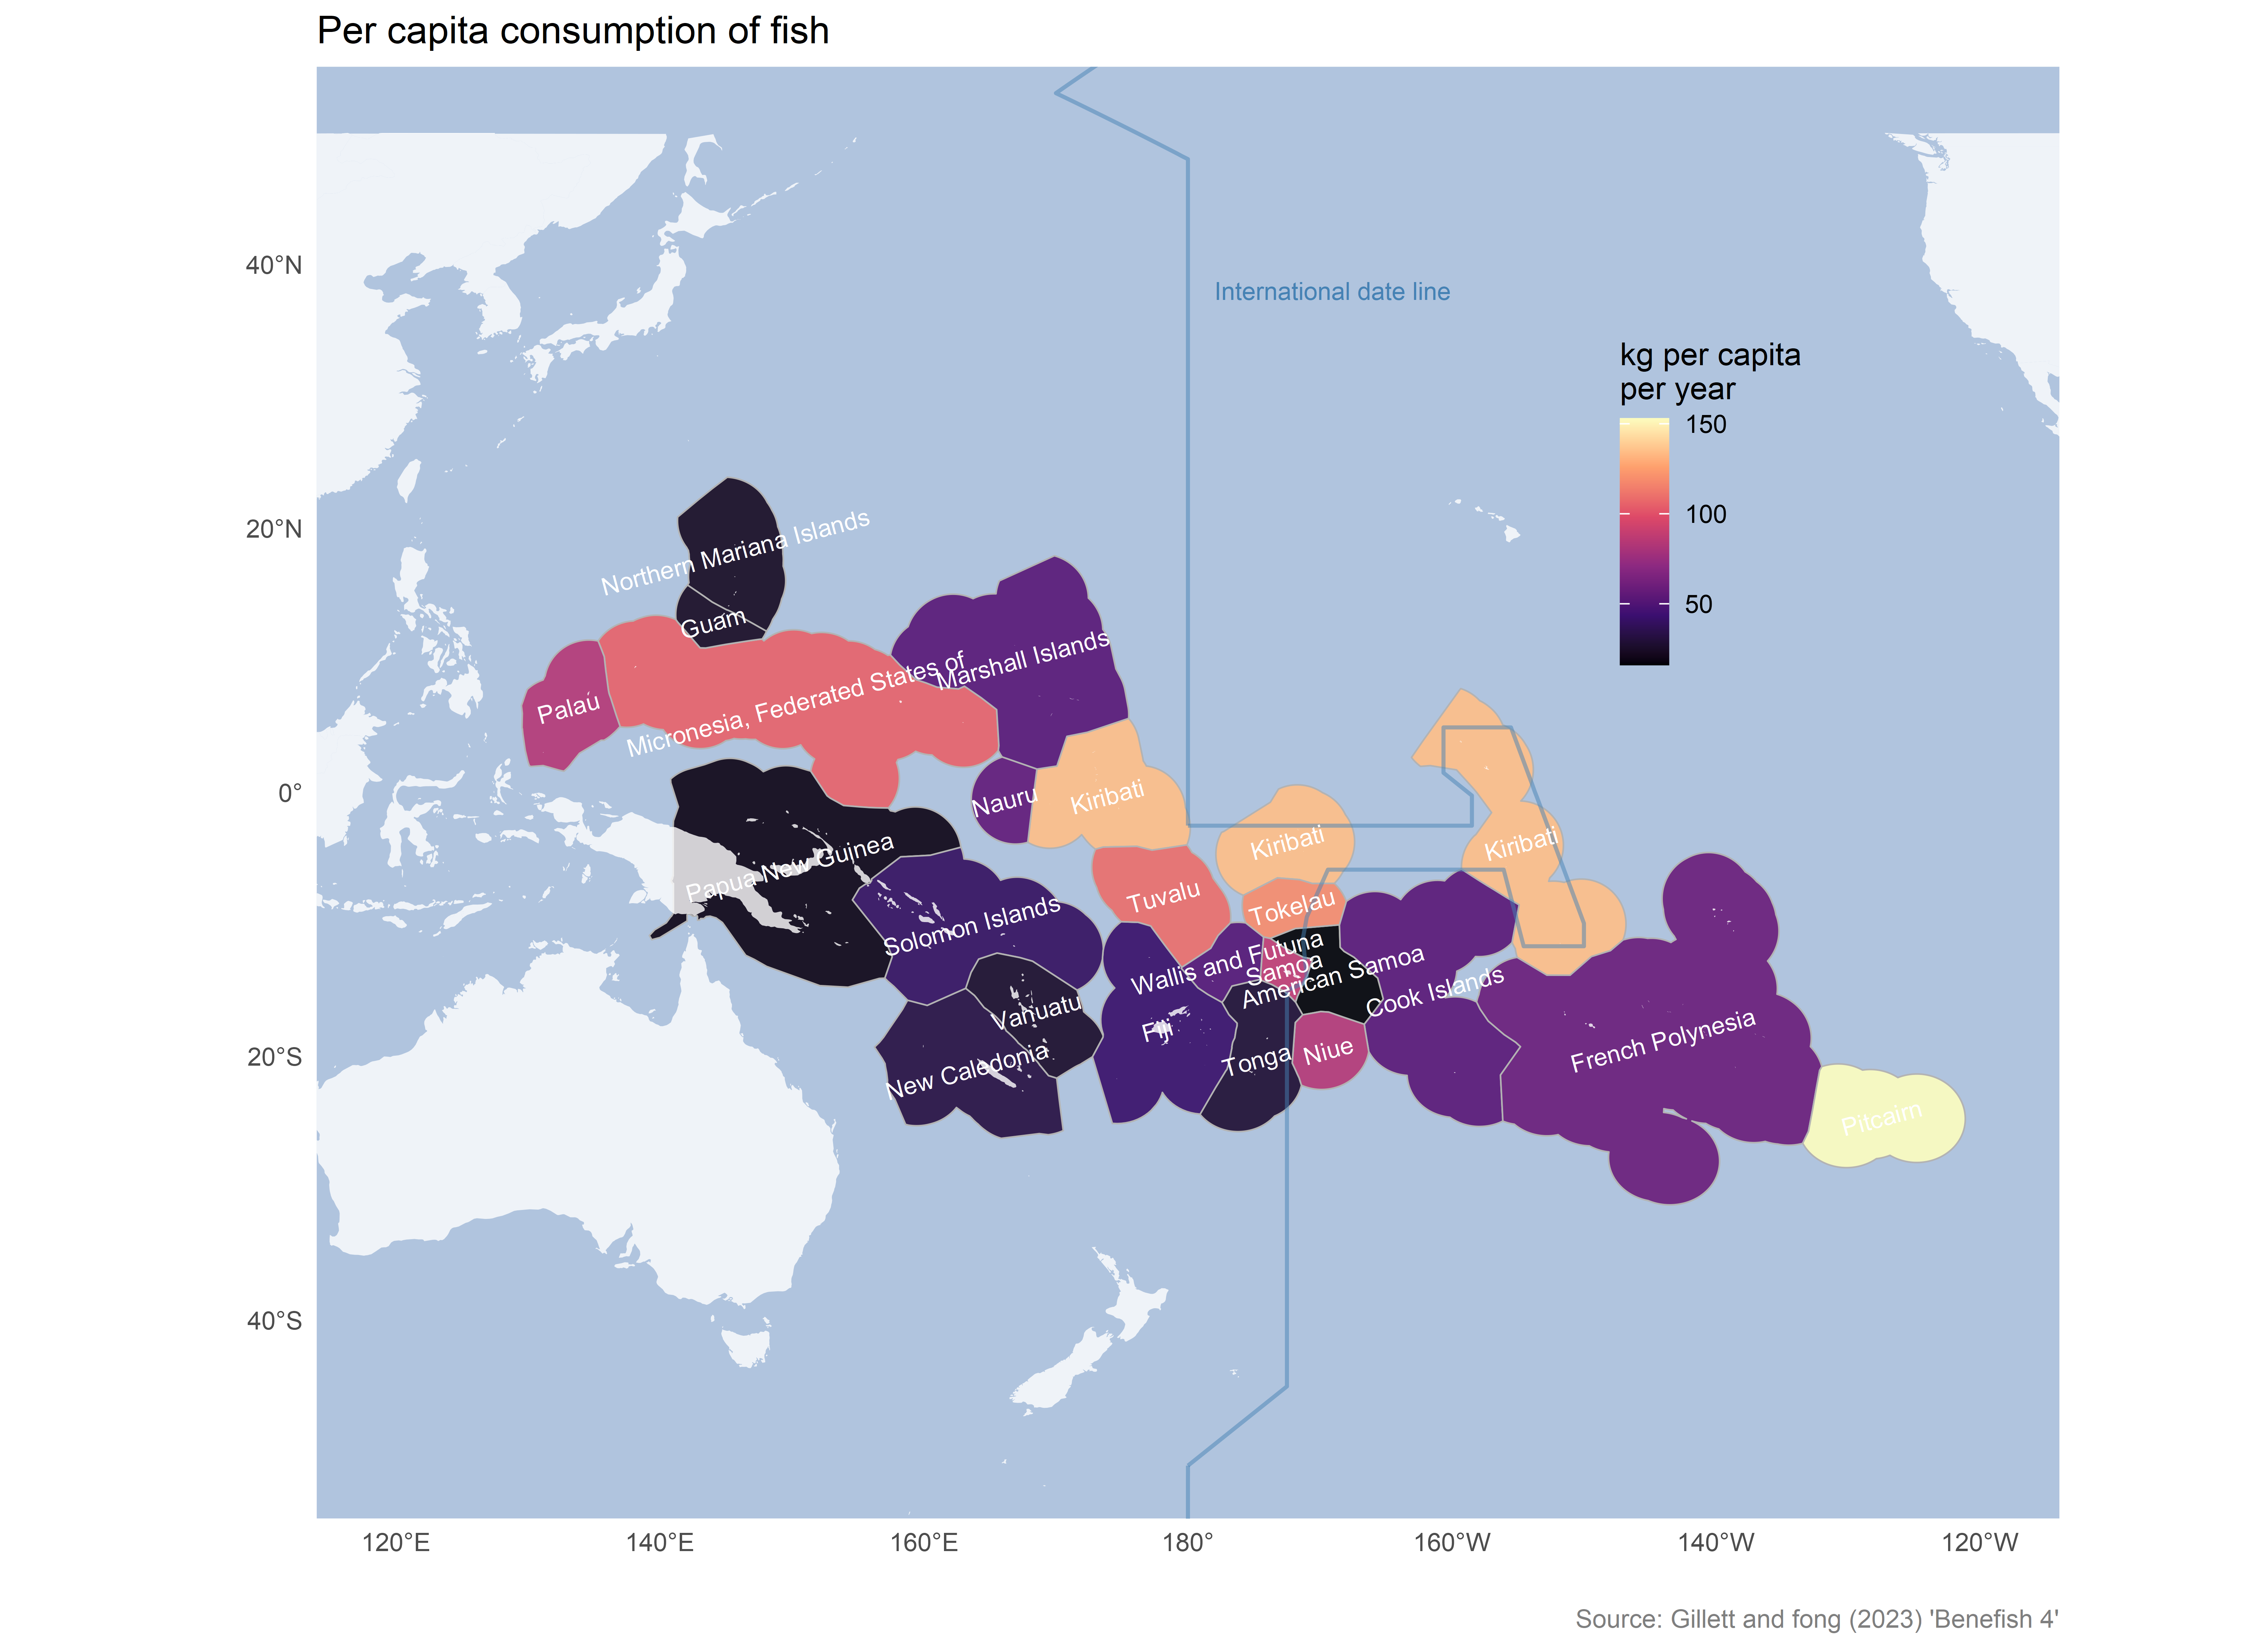 Per capita consumption of fish
40°N
20°N
0°
20°S
40°S
International date line
kg per capita
per year
150
100
50
Northern Mariana Islands
Guam
Palau
Micronesia, Federated States of
Marshall Islands
Nauru
Kiribati
Kiribati
Kiribati
Papua New Guinea
Solomon Islands
Tuvalu
Tokelau
Wallis and Futuna
Samoa
American Samoa
Cook Islands
Vanuatu
Fiji
New Caledonia
Tonga
Niue
French Polynesia
Pitcairn
120°E
140°E
160°E
180°
160°W
140°W
120°W
Source: Gillett and fong (2023) 'Benefish 4'